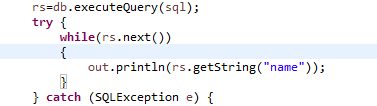 rs=db.executeQuery(sql);
try {
    while(rs.next())
    {
        out.println(rs.getString("name"));
    }
} catch (SQLException e) {